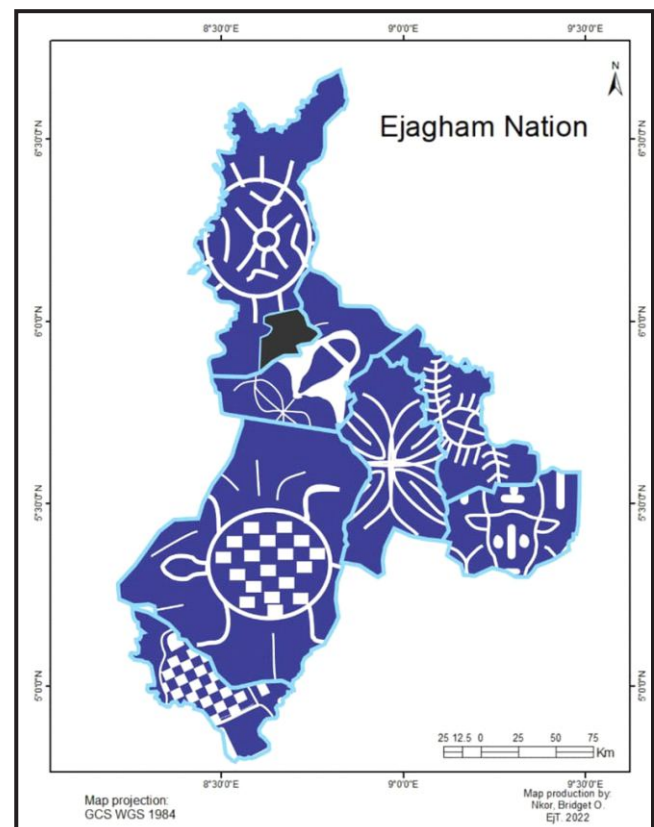 8°30'0"E 9°0'0"E 9°30'0"E
N
Ejagham Nation
6°30'0"N 6°30'0"N
6°0'0"N 6°0'0"N
5°30'0"N 5°30'0"N
5°0'0"N 5°0'0"N
25 12.5 0 25 50 75
Km
8°30'0"E 9°0'0"E 9°30'0"E
Map projection:
GCS WGS 1984
Map production by:
Nkor, Bridget O.
EjT. 2022